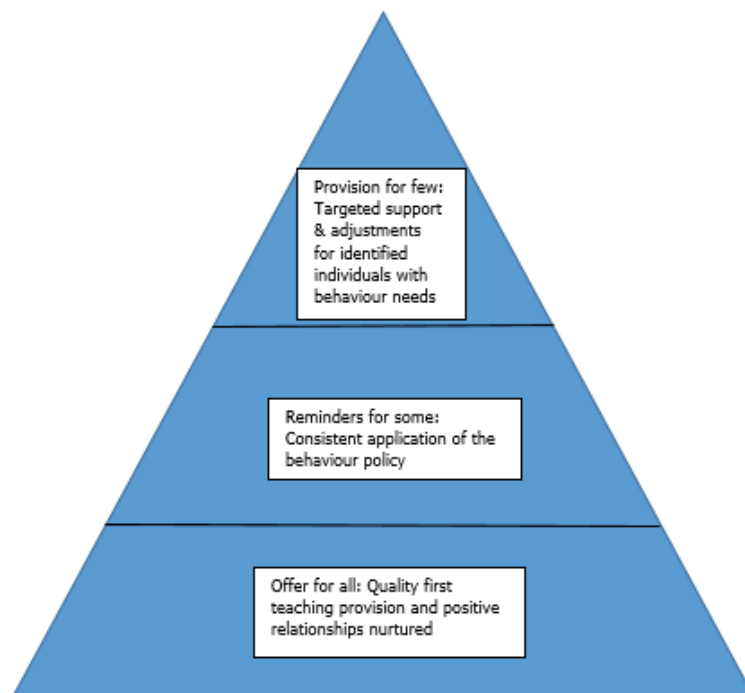 Provision for few:
Targeted support
& adjustments
for identified
individuals with
behaviour needs
Reminders for some:
Consistent application of the
behaviour policy
Offer for all: Quality first
teaching provision and positive
relationships nurtured